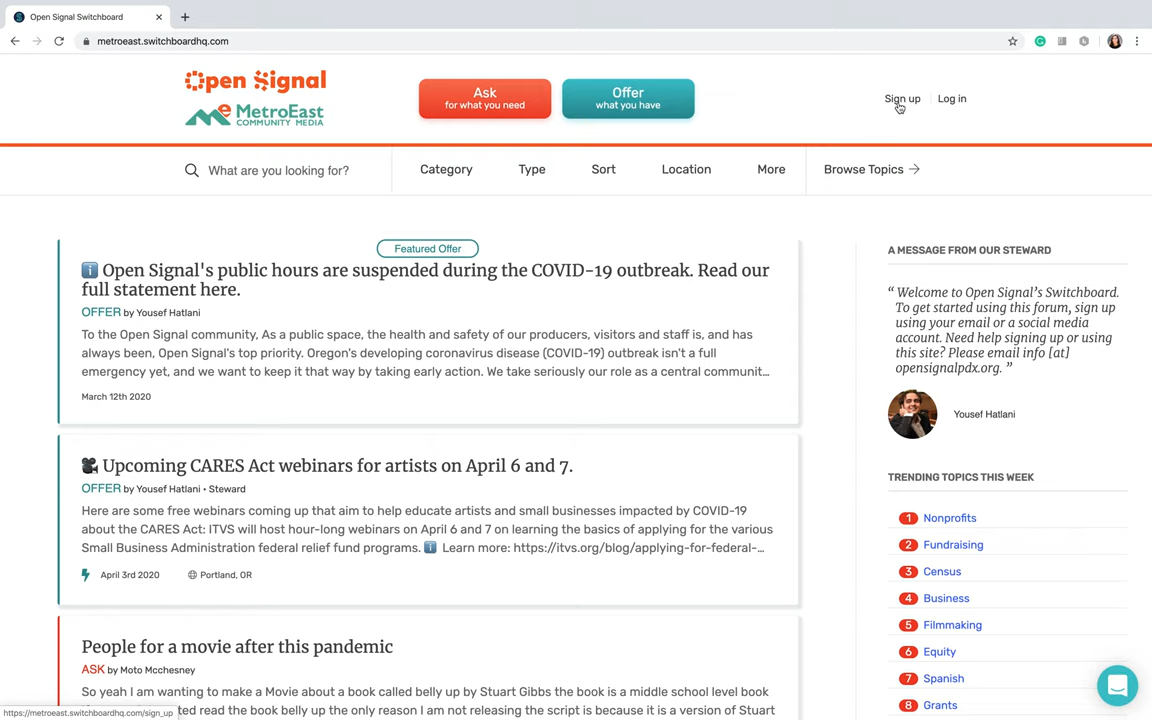 Open Signal Switchboard
metroeast.switchboardhq.com
Open Signal
MetroEast
COMMUNITY MEDIA
Ask
for what you need
Offer
what you have
Sign up
Log in
What are you looking for?
Category
Type
Sort
Location
More
Browse Topics
Featured Offer
Open Signal's public hours are suspended during the COVID-19 outbreak. Read our
full statement here.
OFFER by Yousef Hatlani
To the Open Signal community, As a public space, the health and safety of our producers, visitors and staff is, and has
always been, Open Signal's top priority. Oregon's developing coronavirus disease (COVID-19) outbreak isn't a full
emergency yet, and we want to keep it that way by taking early action. We take seriously our role as a central communit...
March 12th 2020
Upcoming CARES Act webinars for artists on April 6 and 7.
OFFER by Yousef Hatlani • Steward
Here are some free webinars coming up that aim to help educate artists and small businesses impacted by COVID-19
about the CARES Act: ITVS will host hour-long webinars on April 6 and 7 on learning the basics of applying for the various
Small Business Administration federal relief fund programs. ℹ️ Learn more: https://itvs.org/blog/applying-for-federal-...
April 3rd 2020
Portland, OR
People for a movie after this pandemic
ASK by Moto Mcchesney
So yeah I am wanting to make a Movie about a book called belly up by Stuart Gibbs the book is a middle school level book
ted read the book belly up the only reason I am not releasing the script is because it is a version of Stuart
A MESSAGE FROM OUR STEWARD
“ Welcome to Open Signal’s Switchboard.
To get started using this forum, sign up
using your email or a social media
account. Need help signing up or using
this site? Please email info [at]
opensignalpdx.org. ”
Yousef Hatlani
TRENDING TOPICS THIS WEEK
1 Nonprofits
2 Fundraising
3 Census
4 Business
5 Filmmaking
6 Equity
7 Spanish
8 Grants
https://metroeast.switchboardhq.com/sign_up